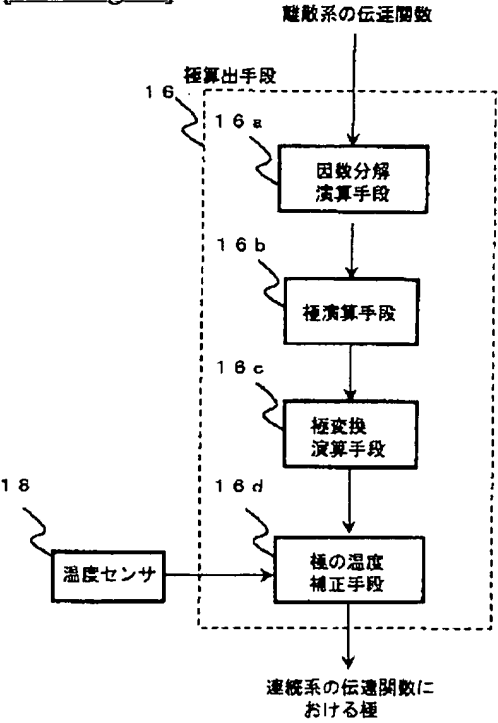 離散系の伝達関数
極算出手段
16
16a
因数分解
演算手段
16b
極演算手段
16c
極変換
演算手段
18
16d
温度センサ
極の温度
補正手段
連続系の伝達関数に
おける極